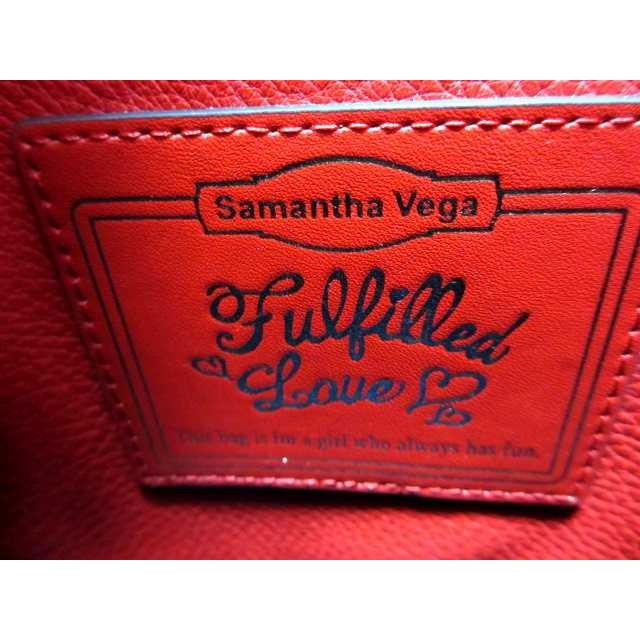 Samantha Vega
Fulfilled
Love
This bag is for a girl who always has fun.